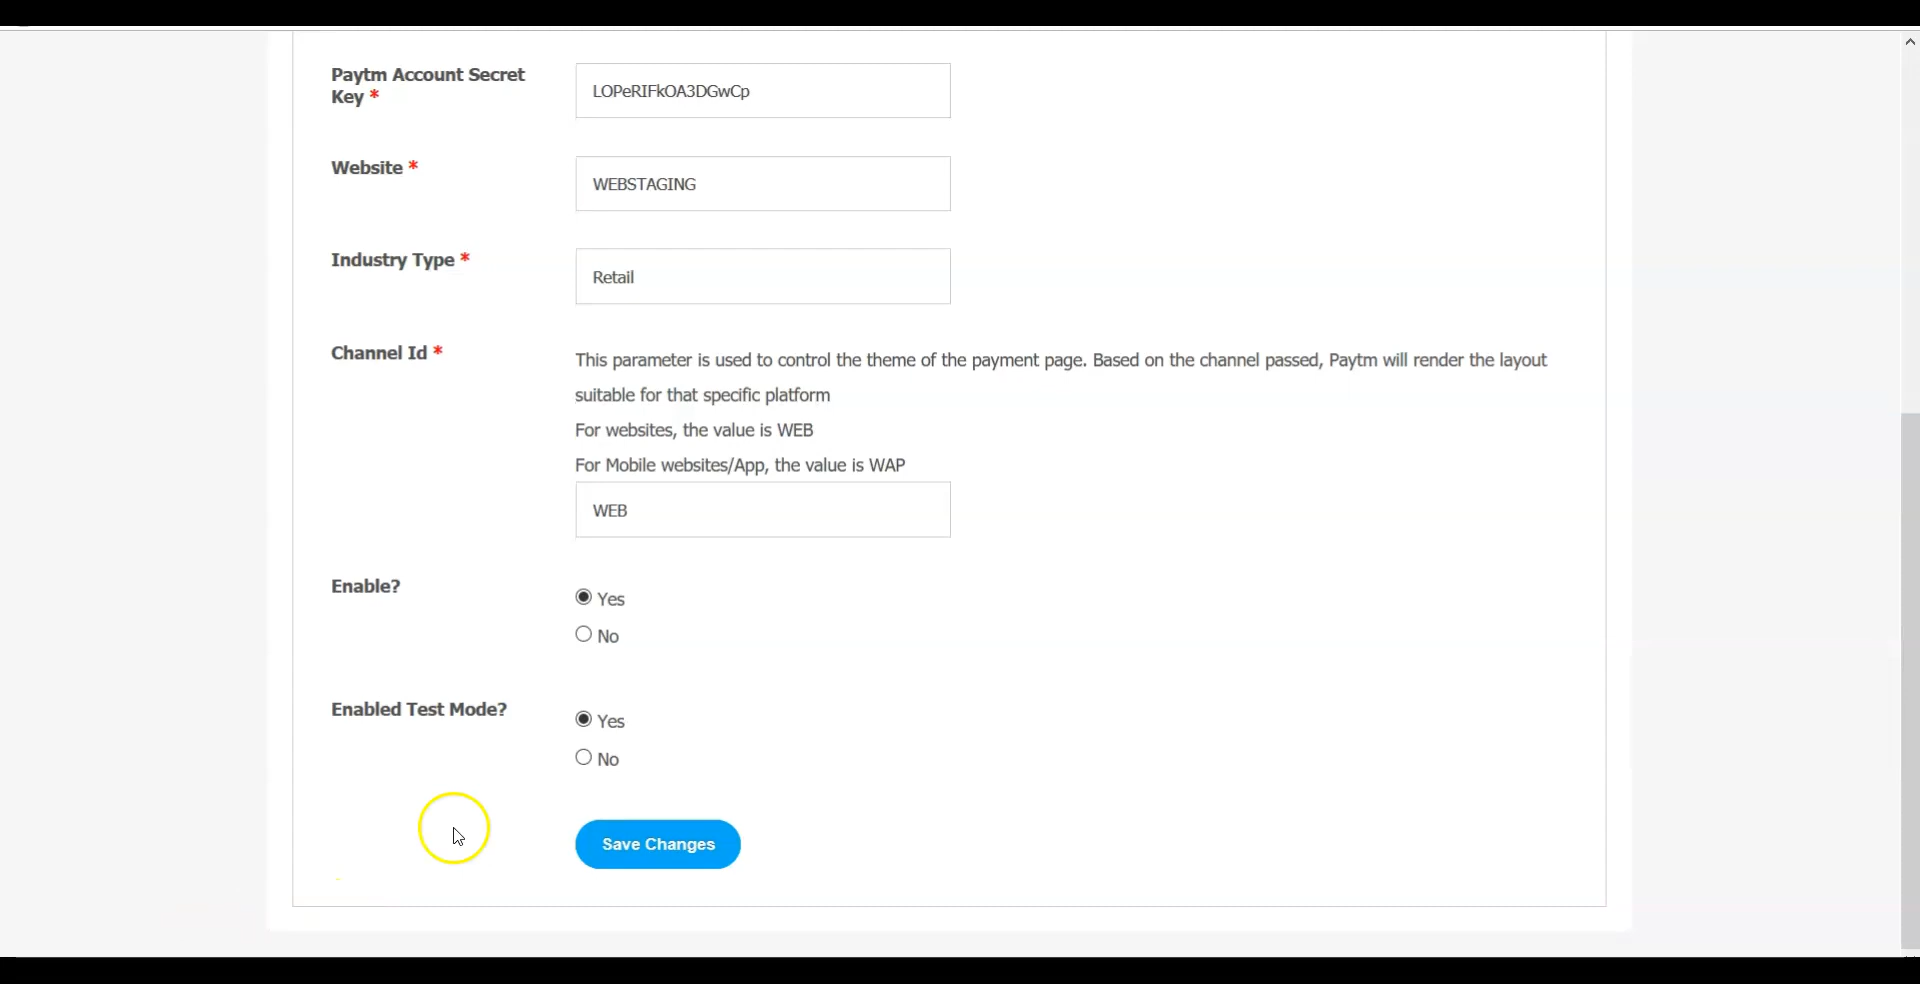 Paytm Account Secret
Key *
LOPeRIFkOA3DGwCp
Website *
WEBSTAGING
Industry Type *
Retail
Channel Id *
This parameter is used to control the theme of the payment page. Based on the channel passed, Paytm will render the layout
suitable for that specific platform
For websites, the value is WEB
For Mobile websites/App, the value is WAP
WEB
Enable?
Yes
No
Enabled Test Mode?
Yes
No
Save Changes